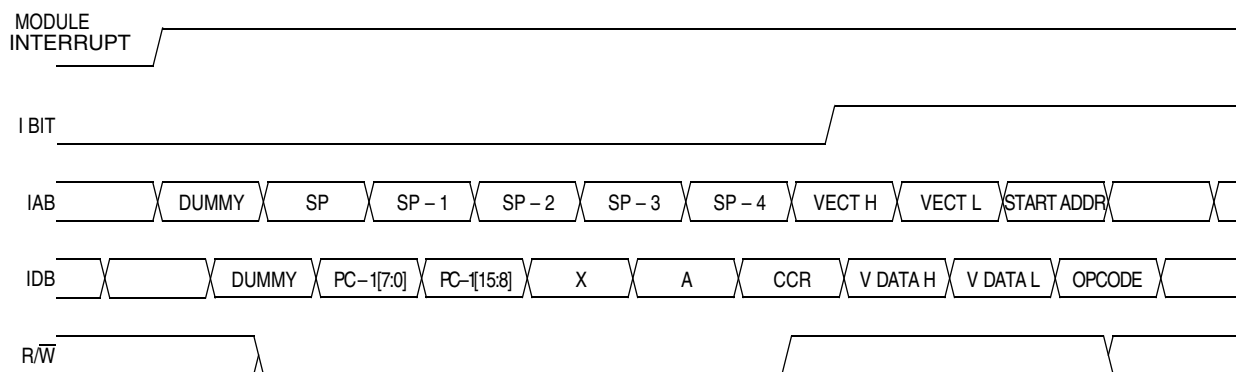 MODULE
INTERRUPT
I BIT
IAB DUMMY SP SP – 1 SP – 2 SP – 3 SP – 4 VECT H VECT L START ADDR
IDB DUMMY PC – 1[7:0] PC–1[15:8] X A CCR V DATA H V DATA L OPCODE
R/W̅